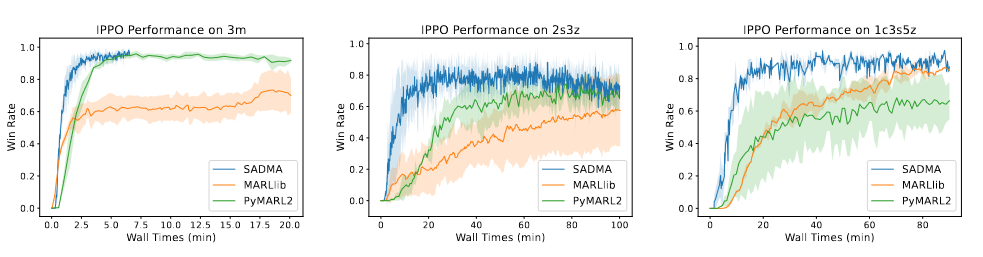 IPPO Performance on 3m
Win Rate
1.0
0.8
0.6
0.4
0.2
0.0
0.0 2.5 5.0 7.5 10.0 12.5 15.0 17.5 20.0
Wall Times (min)
SADMA
MARLlib
PyMARL2
IPPO Performance on 2s3z
Win Rate
1.0
0.8
0.6
0.4
0.2
0.0
0 20 40 60 80 100
Wall Times (min)
SADMA
MARLlib
PyMARL2
IPPO Performance on 1c3s5z
Win Rate
1.0
0.8
0.6
0.4
0.2
0.0
0 20 40 60 80
Wall Times (min)
SADMA
MARLlib
PyMARL2